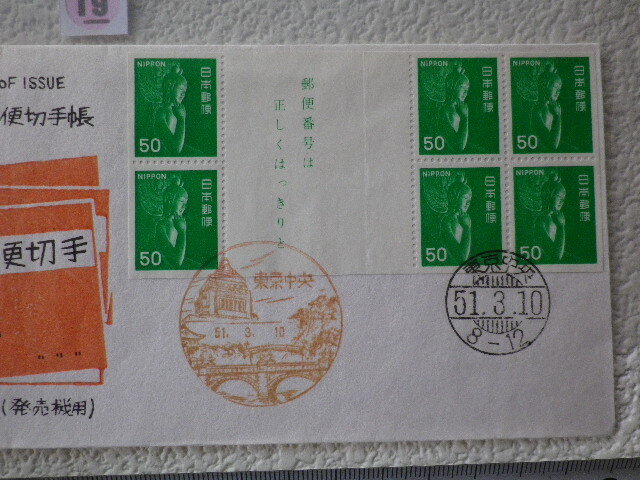 19
OF ISSUE
便切手帳
更切手
(発売機用)
NIPPON
日本郵便
50
NIPPON
日本郵便
50
郵便番号は
正しくはっきりと
NIPPON
日本郵便
50
NIPPON
日本郵便
50
NIPPON
日本郵便
50
NIPPON
日本郵便
50
東京中央
51.3.10
東京中央
51.3.10
8-12